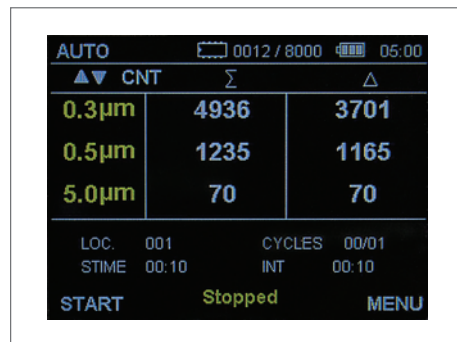 AUTO 0012 / 8000 05:00
▲▼ CNT Σ Δ
0.3µm 4936 3701
0.5µm 1235 1165
5.0µm 70 70
LOC. 001 CYCLES 00/01
STIME 00:10 INT 00:10
START Stopped MENU